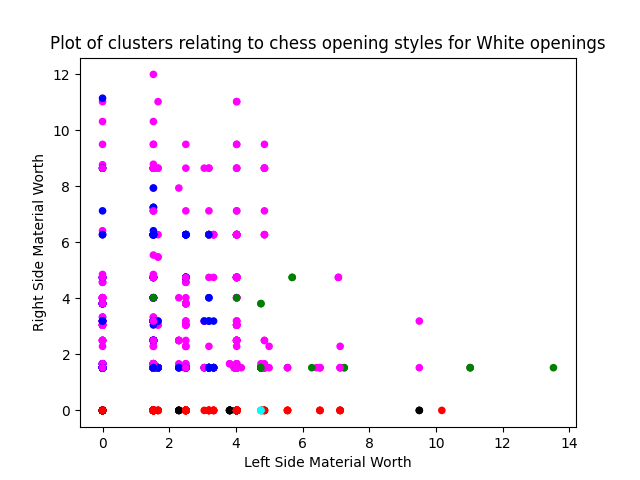 Plot of clusters relating to chess opening styles for White openings
12
10
8
6
4
2
0
Right Side Material Worth
0 2 4 6 8 10 12 14
Left Side Material Worth